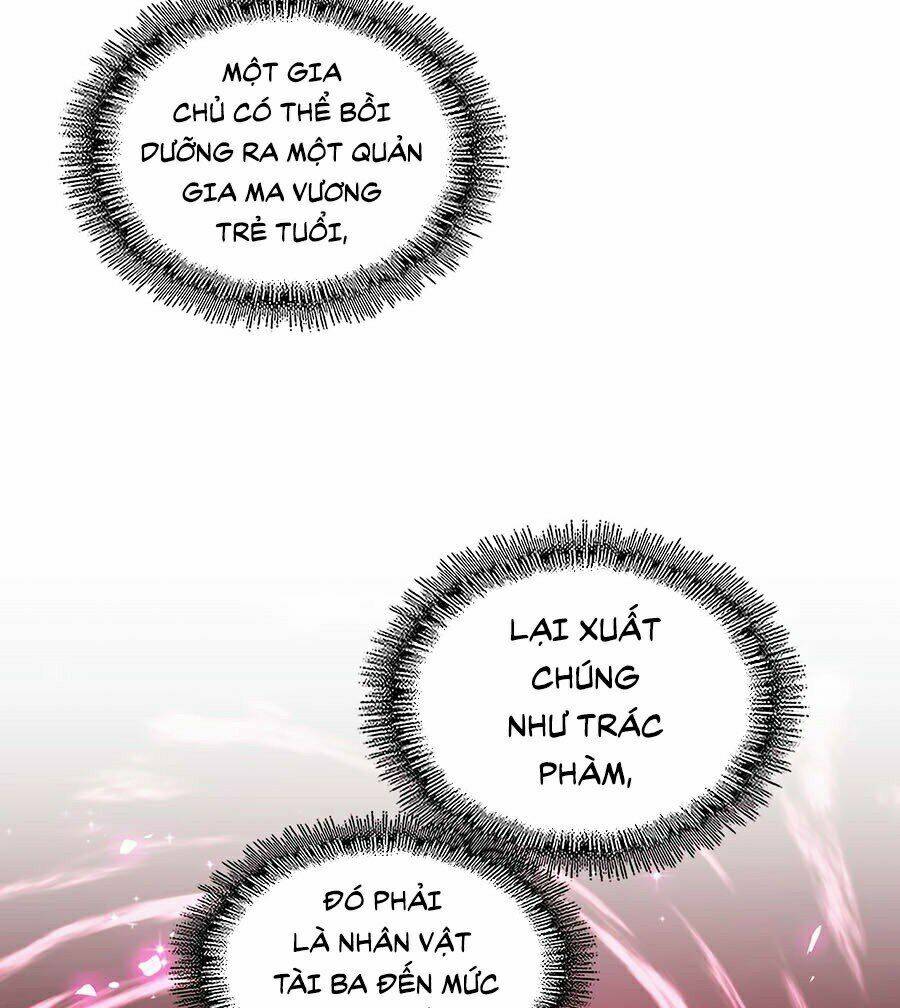 MỘT GIA
CHỦ CÓ THỂ BỒI
DƯỠNG RA MỘT QUẢN
GIA MA VƯƠNG
TRẺ TUỔI,
LẠI XUẤT
CHÚNG
NHƯ TRÁC
PHÀM,
ĐÓ PHẢI
LÀ NHÂN VẬT
TÀI BA ĐẾN MỨC